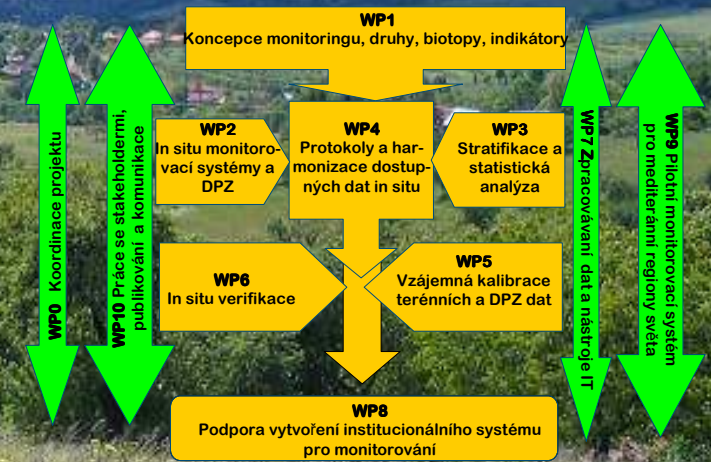 WP1
Koncepce monitoringu, druhy, biotopy, indikátory
WP2
In situ monitoro-
vací systémy a
DPZ
WP4
Protokoly a har-
monizace dostup-
ných dat in situ
WP3
Stratifikace a
statistická
analýza
WP6
In situ verifikace
WP5
Vzájemná kalibrace
terénních a DPZ dat
WP8
Podpora vytvoření institucionálního systému
pro monitorování
WP0 Koordinace projektu
WP10 Práce se stakeholdermi,
publikování a komunikace
WP7 Zpracovávaní dat a nástroje IT
WP9 Pilotní monitorovací systém
pro mediteránní regiony světa